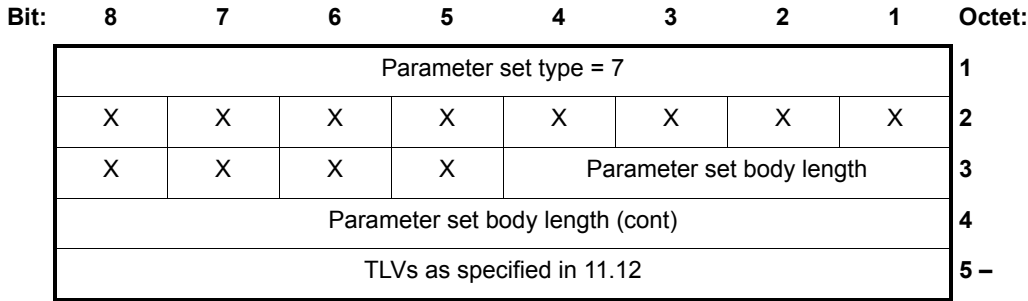 Bit: 8 7 6 5 4 3 2 1 Octet:
Parameter set type = 7 1
X X X X X X X X 2
X X X X Parameter set body length 3
Parameter set body length (cont) 4
TLVs as specified in 11.12 5 –